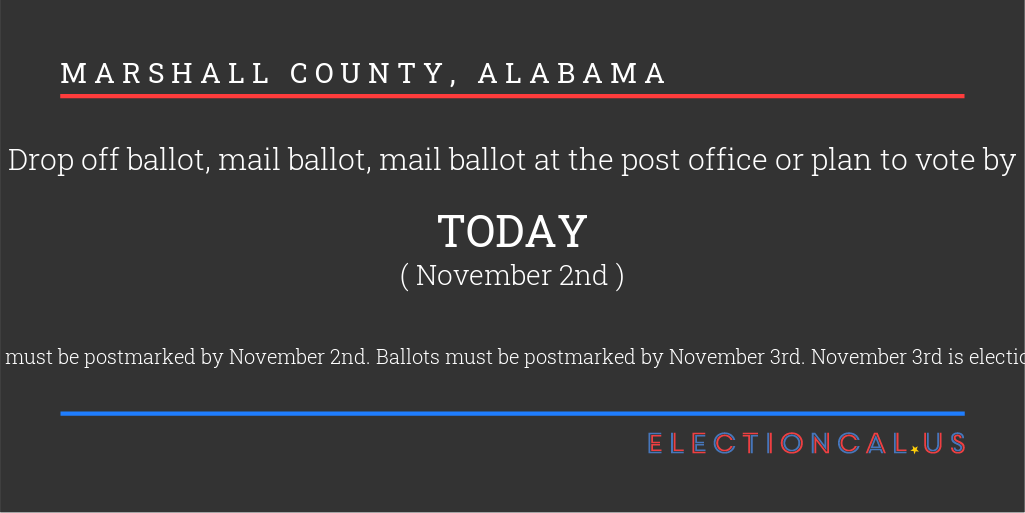 MARSHALL COUNTY, ALABAMA
Drop off ballot, mail ballot, mail ballot at the post office or plan to vote by
TODAY
( November 2nd )
must be postmarked by November 2nd. Ballots must be postmarked by November 3rd. November 3rd is electio
ELECTIONCAL.US